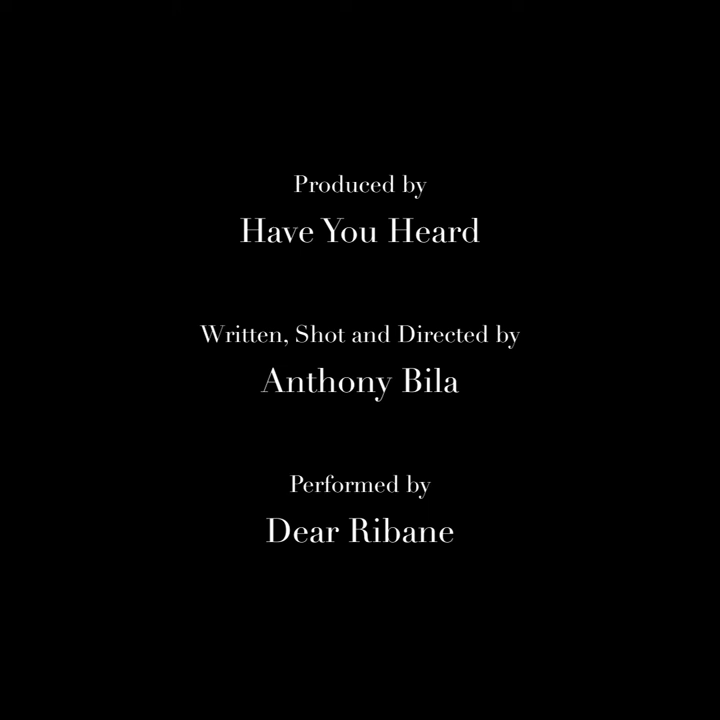 Produced by
Have You Heard
Written, Shot and Directed by
Anthony Bila
Performed by
Dear Ribane